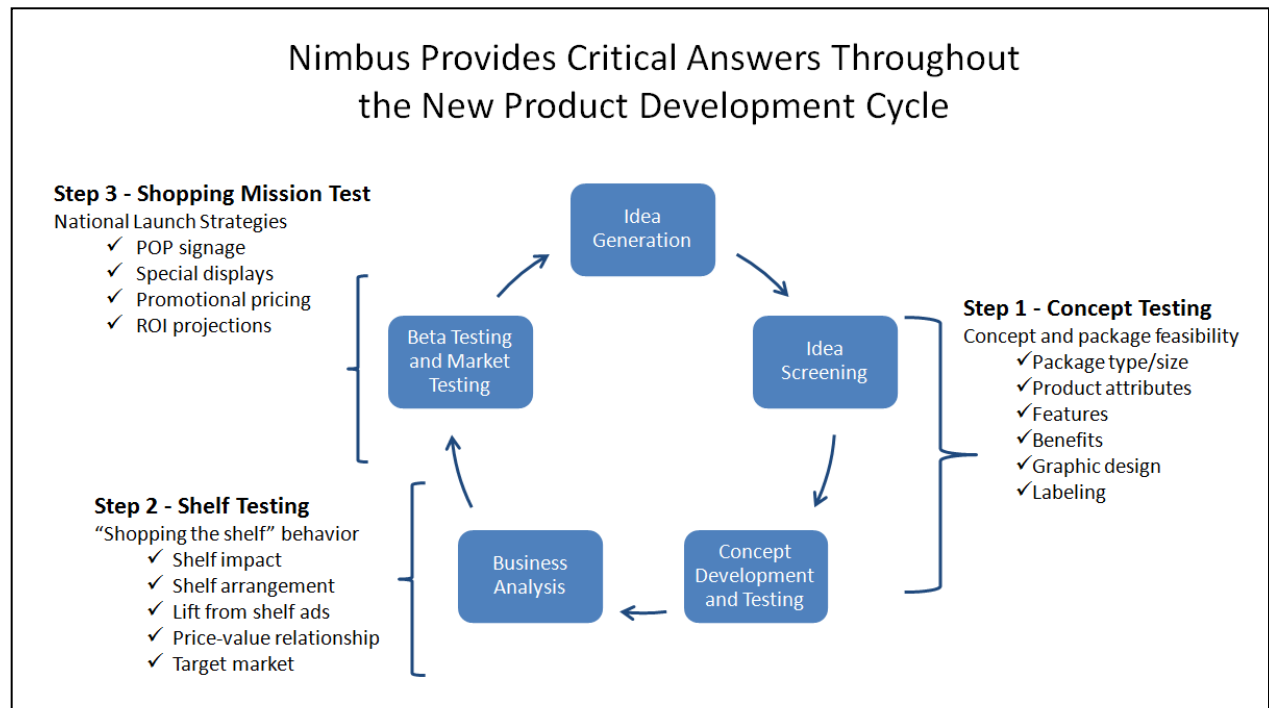 Nimbus Provides Critical Answers Throughout
the New Product Development Cycle
Step 3 - Shopping Mission Test
National Launch Strategies
✓ POP signage
✓ Special displays
✓ Promotional pricing
✓ ROI projections
Idea
Generation
Beta Testing
and Market
Testing
Idea
Screening
Step 1 - Concept Testing
Concept and package feasibility
✓Package type/size
✓Product attributes
✓Features
✓Benefits
✓Graphic design
✓Labeling
Step 2 - Shelf Testing
“Shopping the shelf” behavior
✓ Shelf impact
✓ Shelf arrangement
✓ Lift from shelf ads
✓ Price-value relationship
✓ Target market
Business
Analysis
Concept
Development
and Testing